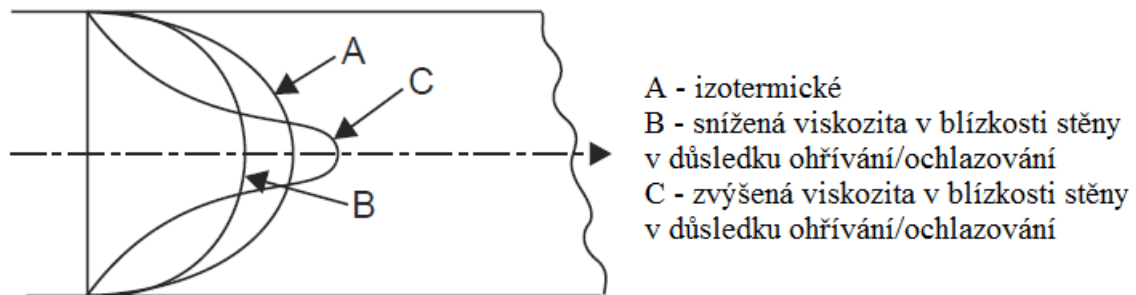 A
C
B
A - izotermické
B - snížená viskozita v blízkosti stěny
v důsledku ohřívání/ochlazování
C - zvýšená viskozita v blízkosti stěny
v důsledku ohřívání/ochlazování